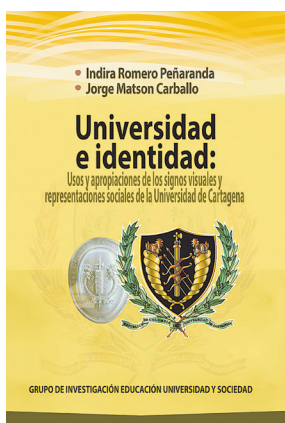 Indira Romero Peñaranda
Jorge Matson Carballo
Universidad
e identidad:
Usos y apropiaciones de los signos visuales y
representaciones sociales de la Universidad de Cartagena
GRUPO DE INVESTIGACIÓN EDUCACIÓN UNIVERSIDAD Y SOCIEDAD